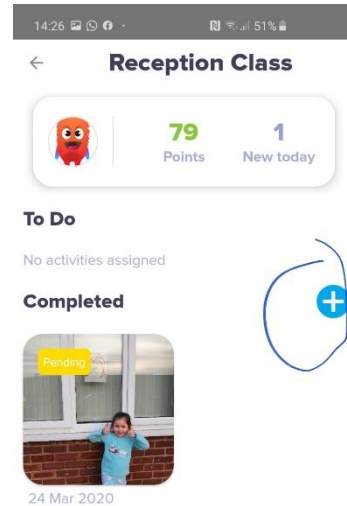 14:26 51%
Reception Class
79 1
Points New today
To Do
No activities assigned
Completed
Pending
24 Mar 2020